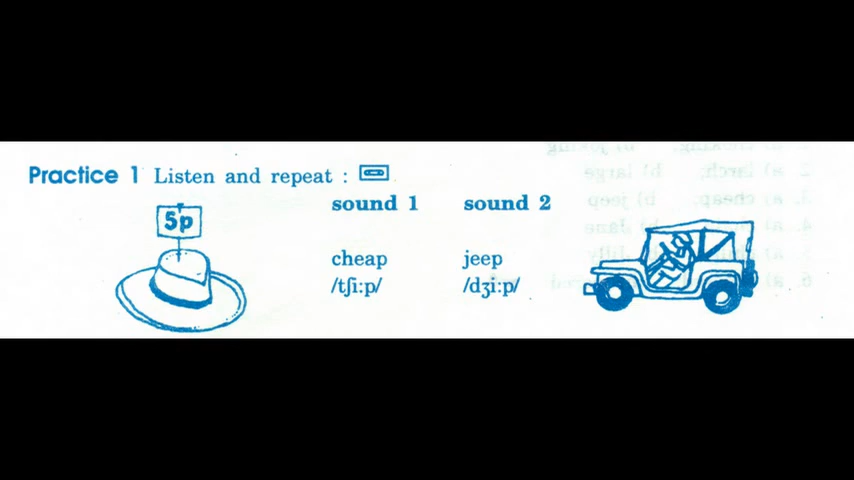 Practice 1 Listen and repeat :
5p
sound 1 sound 2
cheap jeep
/tʃi:p/ /dʒi:p/